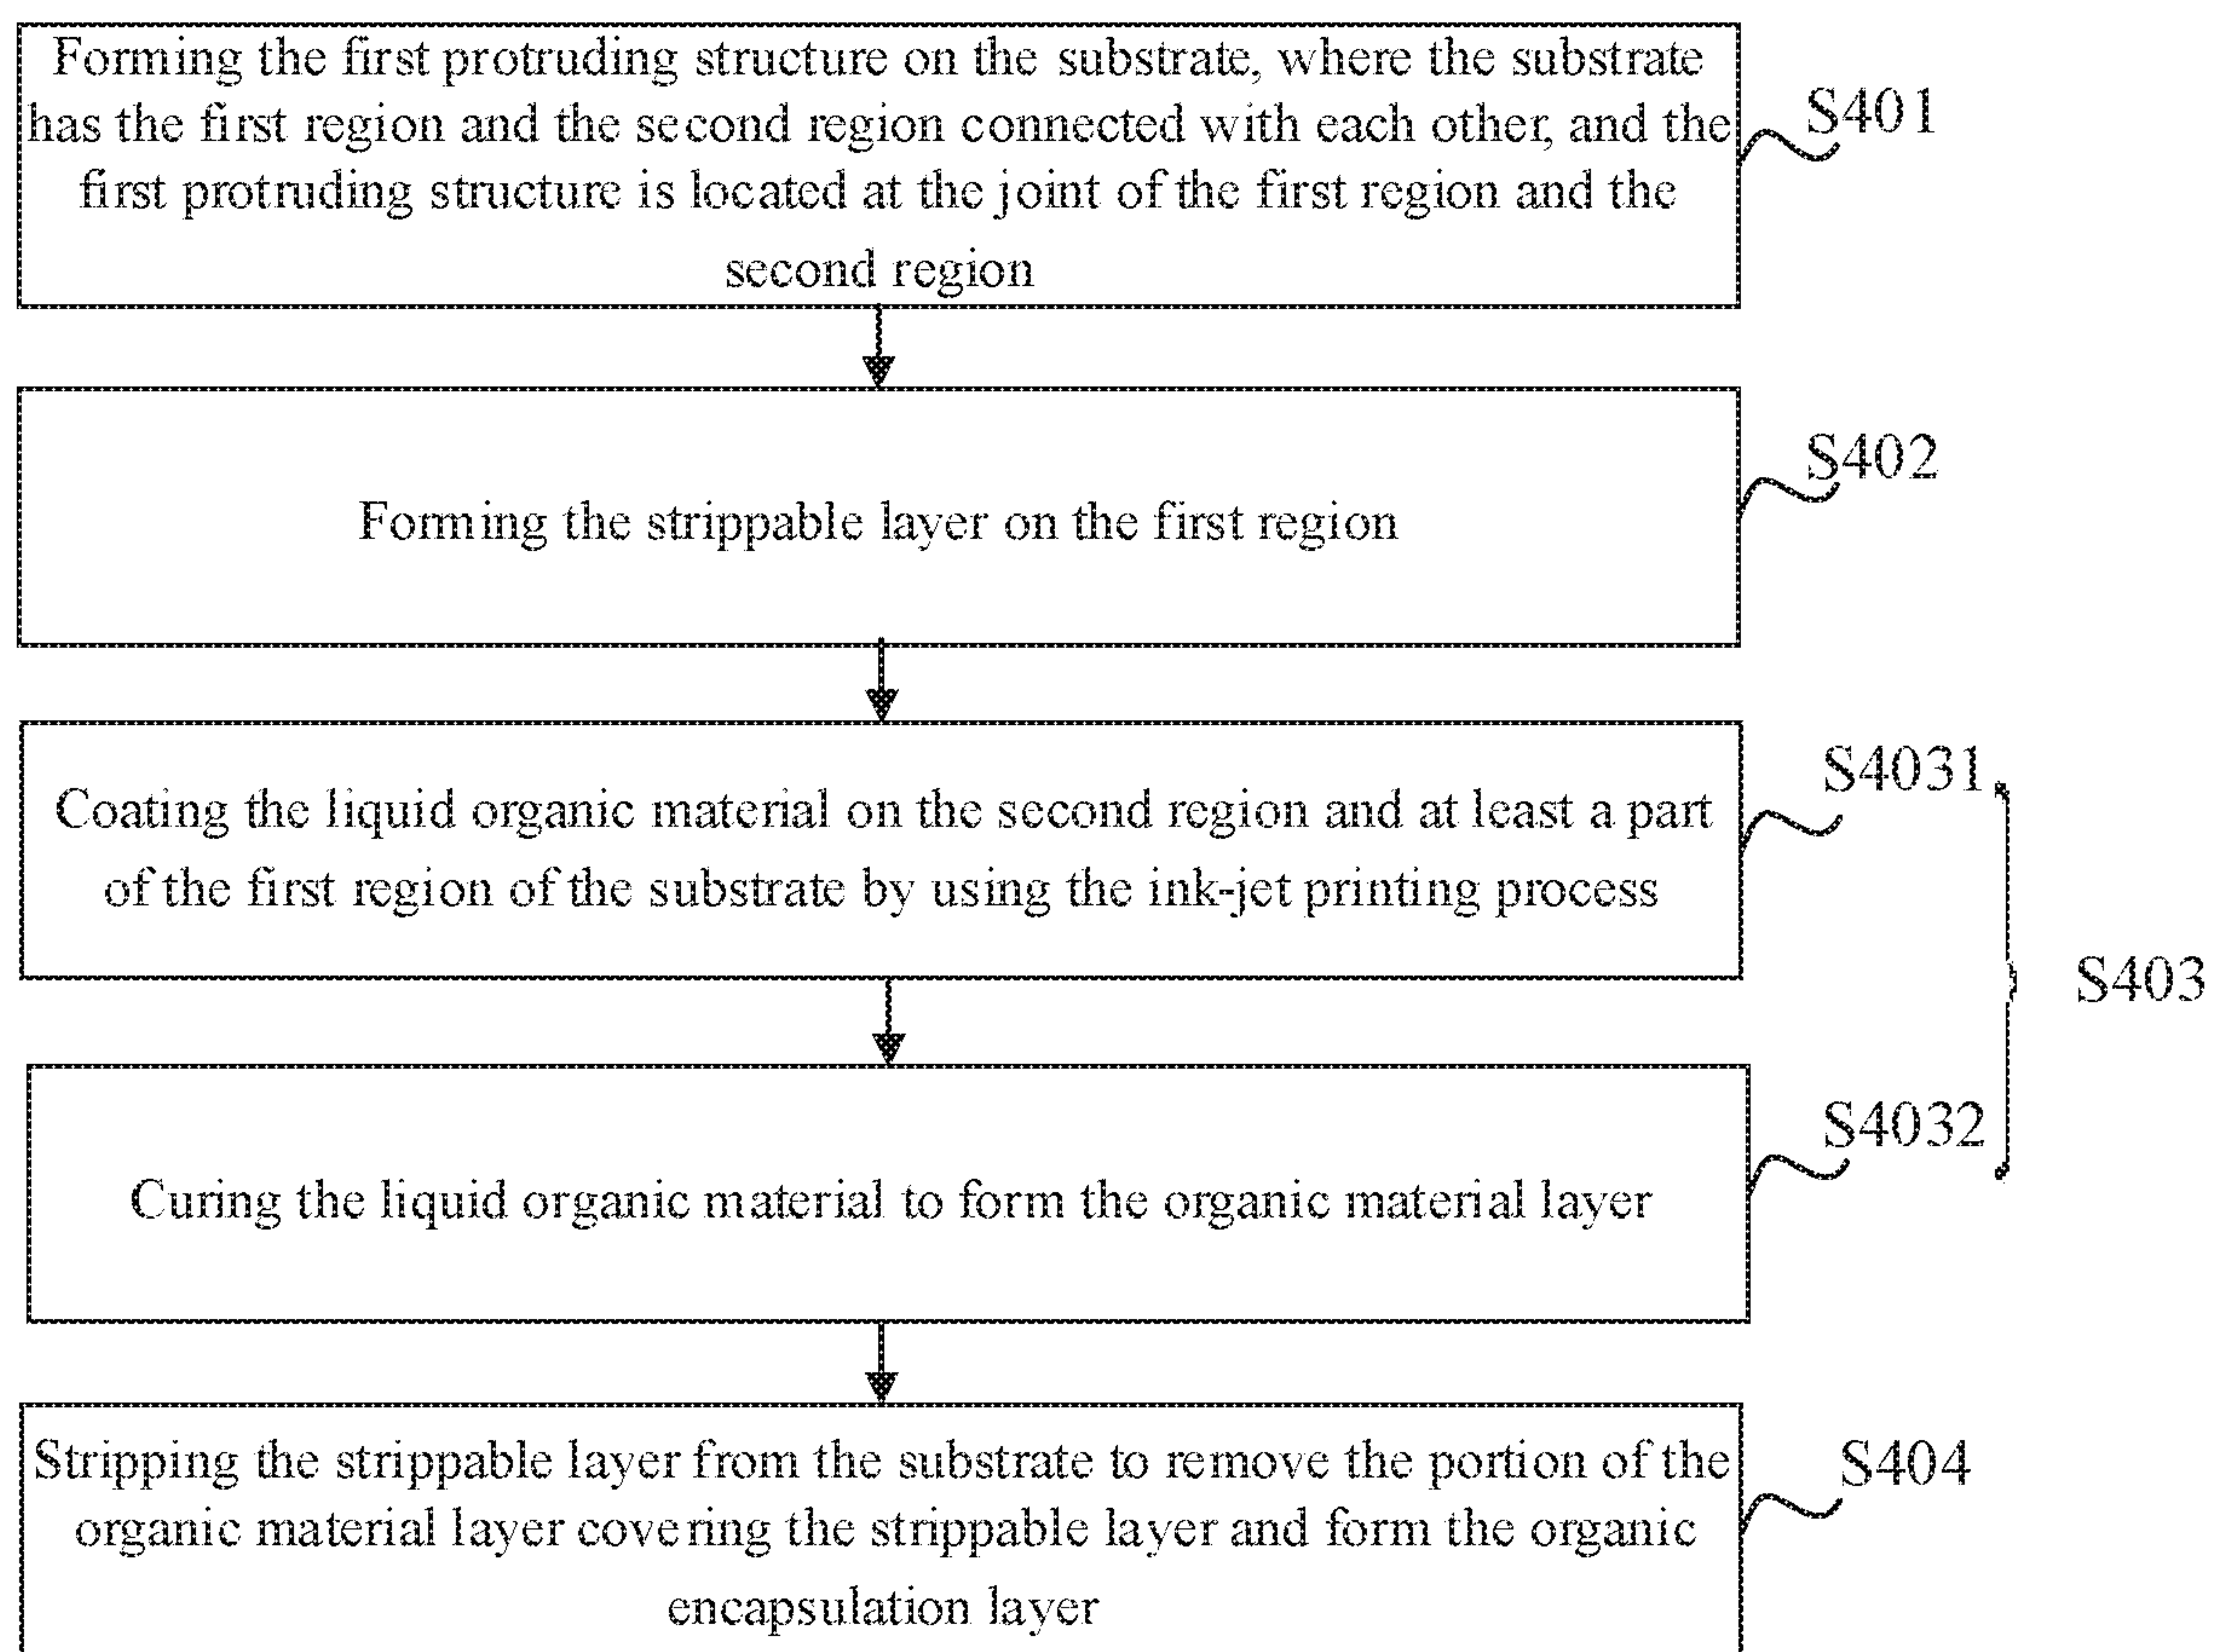 Forming the first protruding structure on the substrate, where the substrate
has the first region and the second region connected with each other, and the
first protruding structure is located at the joint of the first region and the
second region
S401
Forming the strippable layer on the first region
S402
Coating the liquid organic material on the second region and at least a part
of the first region of the substrate by using the ink-jet printing process
S4031
Curing the liquid organic material to form the organic material layer
S4032
S403
Stripping the strippable layer from the substrate to remove the portion of the
organic material layer covering the strippable layer and form the organic
encapsulation layer
S404